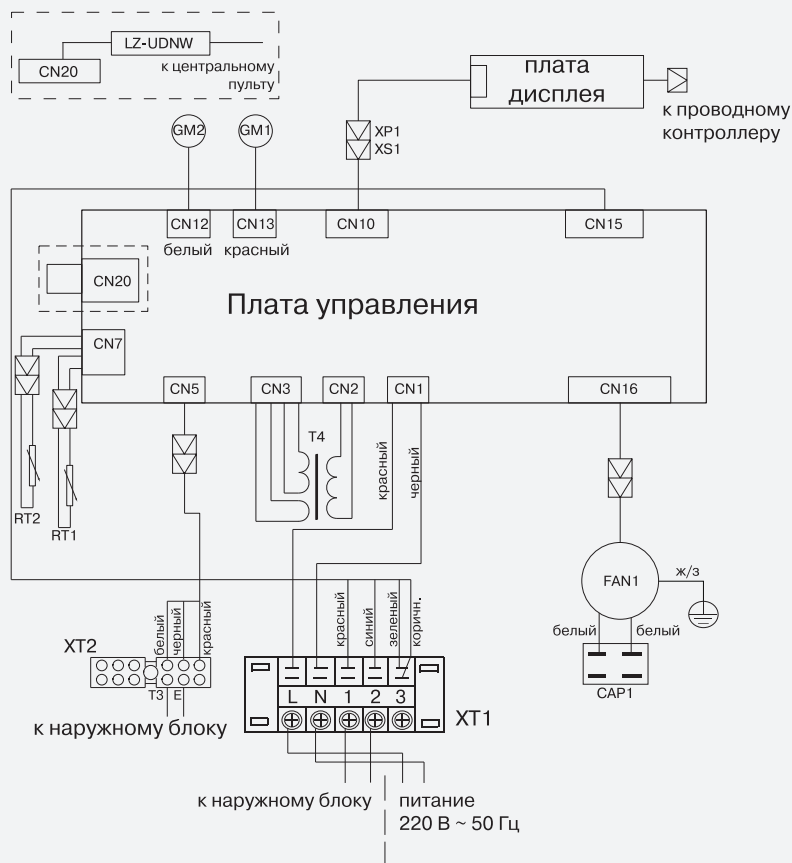 LZ-UDNW
CN20
к центральному
пульту
плата
дисплея
к проводному
контроллеру
GM2
GM1
XP1
XS1
CN12
CN13
CN10
CN15
белый
красный
CN20
Плата управления
CN7
CN5
CN3
CN2
CN1
CN16
T4
красный
черный
RT2
RT1
FAN1
ж/з
белый
белый
CAP1
белый
черный
красный
красный
синий
зеленый
коричн.
XT2
T3
E
к наружному блоку
L
N
1
2
3
XT1
к наружному блоку
питание
220 В ~ 50 Гц